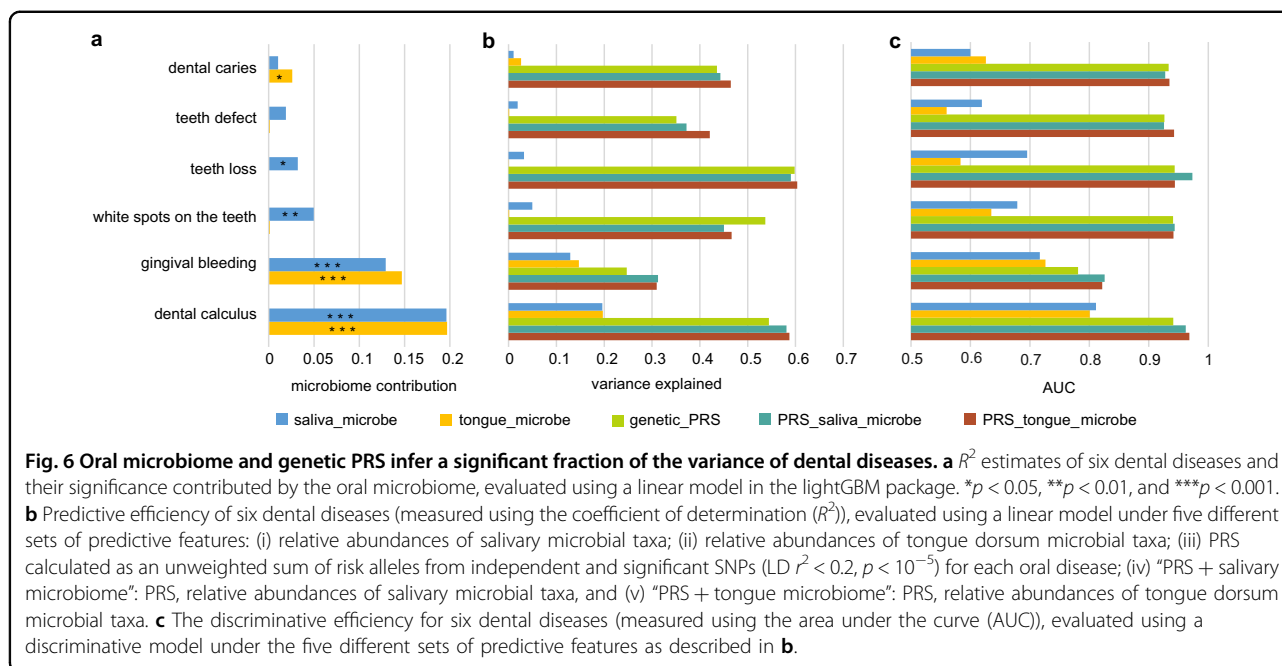 a
b
c
dental caries
teeth defect
teeth loss
white spots on the teeth
gingival bleeding
dental calculus
*
*
* *
* * *
* * *
* * *
* * *
0 0.05 0.1 0.15 0.2
0 0.1 0.2 0.3 0.4 0.5 0.6 0.7
0.5 0.6 0.7 0.8 0.9 1
microbiome contribution
variance explained
AUC
saliva_microbe tongue_microbe genetic_PRS PRS_saliva_microbe PRS_tongue_microbe
Fig. 6 Oral microbiome and genetic PRS infer a significant fraction of the variance of dental diseases. a R² estimates of six dental diseases and
their significance contributed by the oral microbiome, evaluated using a linear model in the lightGBM package. *p < 0.05, **p < 0.01, and ***p < 0.001.
b Predictive efficiency of six dental diseases (measured using the coefficient of determination (R²)), evaluated using a linear model under five different
sets of predictive features: (i) relative abundances of salivary microbial taxa; (ii) relative abundances of tongue dorsum microbial taxa; (iii) PRS
calculated as an unweighted sum of risk alleles from independent and significant SNPs (LD r² < 0.2, p < 10⁻⁵) for each oral disease; (iv) "PRS + salivary
microbiome": PRS, relative abundances of salivary microbial taxa, and (v) "PRS + tongue microbiome": PRS, relative abundances of tongue dorsum
microbial taxa. c The discriminative efficiency for six dental diseases (measured using the area under the curve (AUC)), evaluated using a
discriminative model under the five different sets of predictive features as described in b.